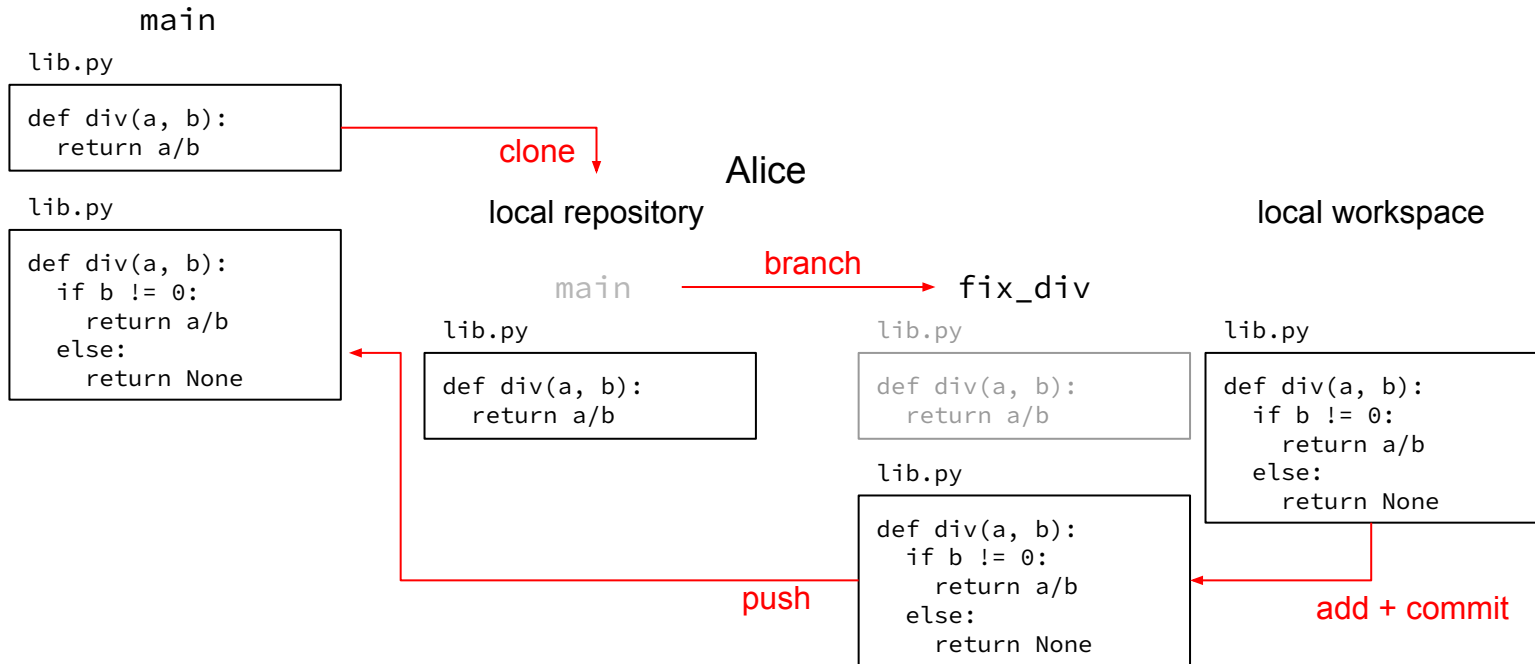 main
lib.py
def div(a, b):
  return a/b
clone
Alice
lib.py
def div(a, b):
  if b != 0:
    return a/b
  else:
    return None
local repository
local workspace
branch
main
fix_div
lib.py
def div(a, b):
  return a/b
lib.py
def div(a, b):
  return a/b
lib.py
def div(a, b):
  if b != 0:
    return a/b
  else:
    return None
lib.py
def div(a, b):
  if b != 0:
    return a/b
  else:
    return None
push
add + commit